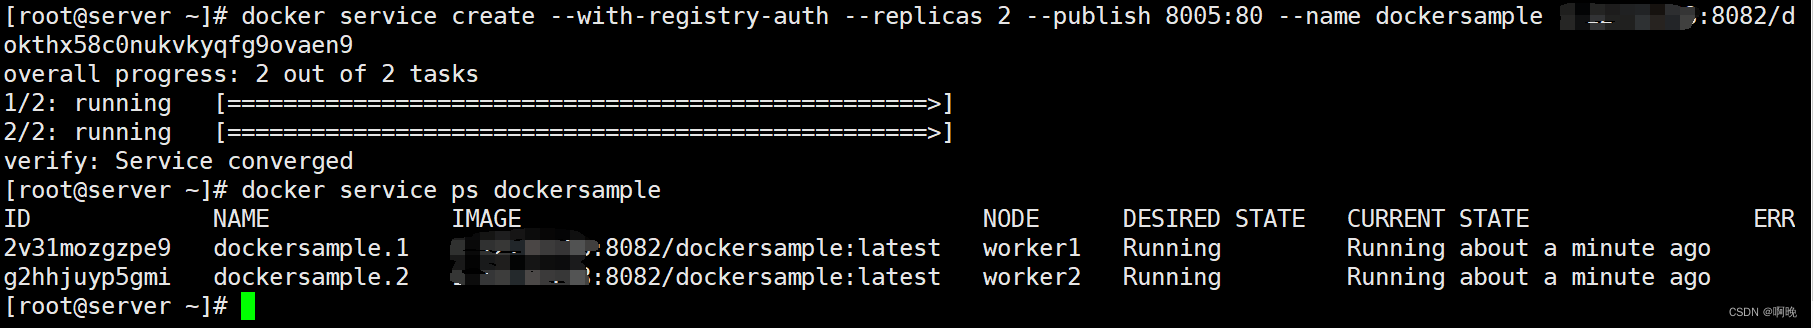 [root@server ~]# docker service create --with-registry-auth --replicas 2 --publish 8005:80 --name dockersample :8082/d
okthx58c0nukvkyqfg9ovaen9
overall progress: 2 out of 2 tasks
1/2: running   [==================================================>]
2/2: running   [==================================================>]
verify: Service converged
[root@server ~]# docker service ps dockersample
ID             NAME             IMAGE                                 NODE      DESIRED STATE   CURRENT STATE                ERR
2v31mozgzpe9   dockersample.1   :8082/dockersample:latest   worker1   Running         Running about a minute ago
g2hhjuyp5gmi   dockersample.2   :8082/dockersample:latest   worker2   Running         Running about a minute ago
[root@server ~]#
CSDN @啊晚